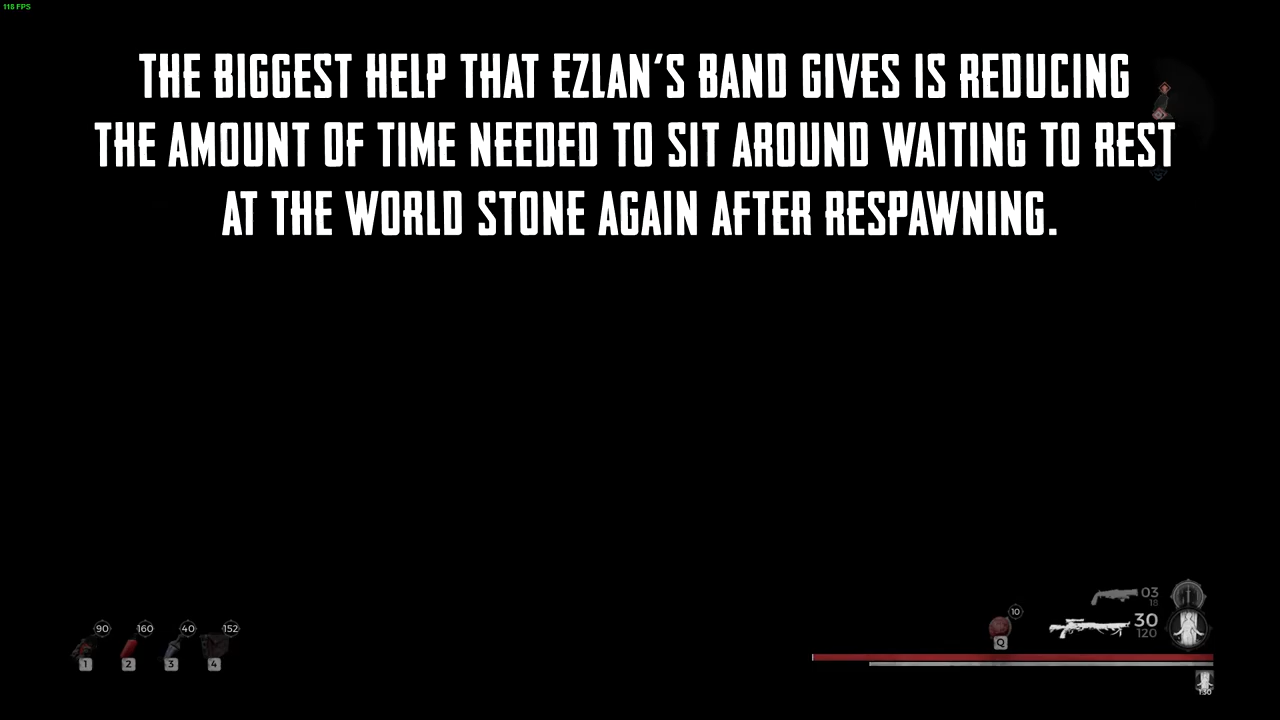 118 FPS
THE BIGGEST HELP THAT EZLAN'S BAND GIVES IS REDUCING
THE AMOUNT OF TIME NEEDED TO SIT AROUND WAITING TO REST
AT THE WORLD STONE AGAIN AFTER RESPAWNING.
90 160 40 152
1 2 3 4
10
Q
03
18
30
120